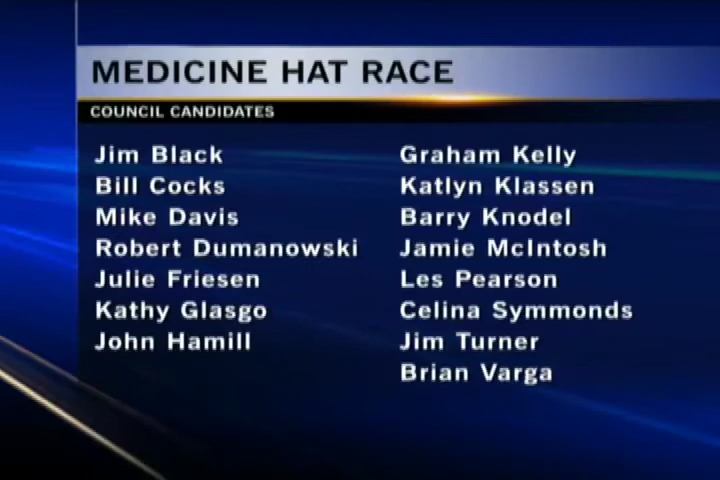 MEDICINE HAT RACE
COUNCIL CANDIDATES
Jim Black
Bill Cocks
Mike Davis
Robert Dumanowski
Julie Friesen
Kathy Glasgo
John Hamill
Graham Kelly
Katlyn Klassen
Barry Knodel
Jamie McIntosh
Les Pearson
Celina Symmonds
Jim Turner
Brian Varga